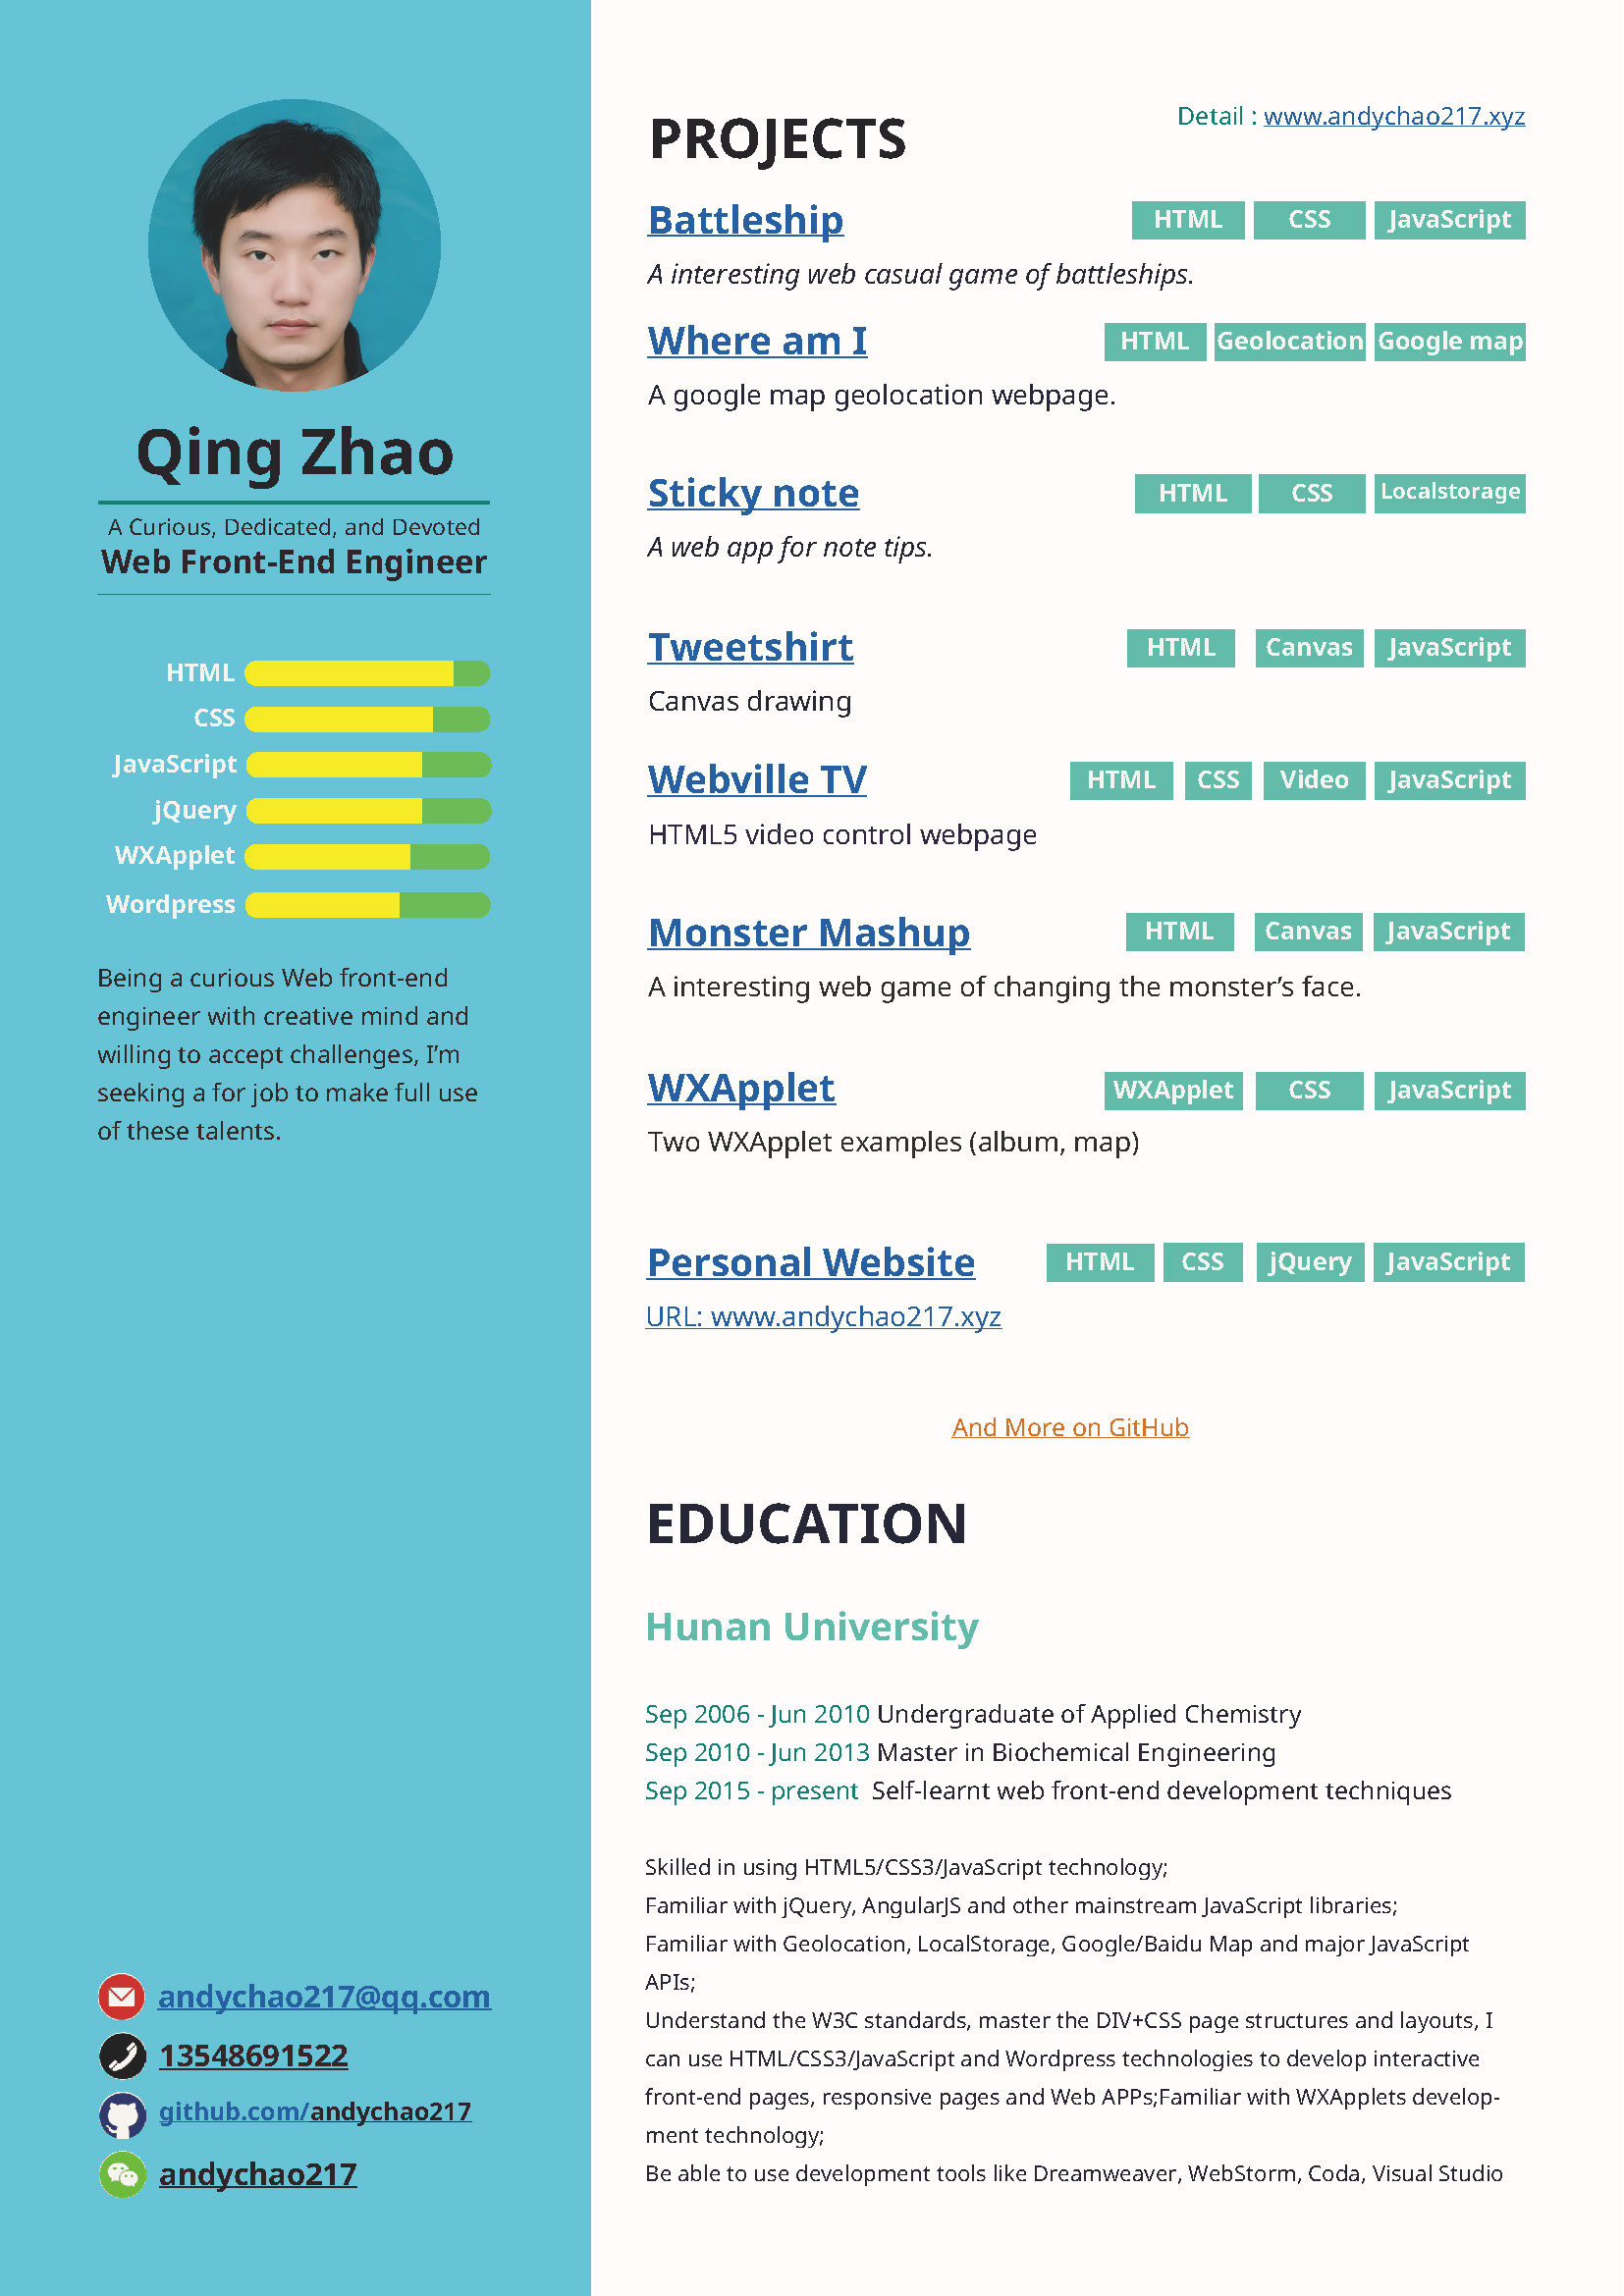 Qing Zhao
A Curious, Dedicated, and Devoted
Web Front-End Engineer
HTML
CSS
JavaScript
jQuery
WXApplet
Wordpress
Being a curious Web front-end
engineer with creative mind and
willing to accept challenges, I’m
seeking a for job to make full use
of these talents.
andychao217@qq.com
13548691522
github.com/andychao217
andychao217
PROJECTS
Detail : www.andychao217.xyz
Battleship HTML CSS JavaScript
A interesting web casual game of battleships.
Where am I HTML Geolocation Google map
A google map geolocation webpage.
Sticky note HTML CSS Localstorage
A web app for note tips.
Tweetshirt HTML Canvas JavaScript
Canvas drawing
Webville TV HTML CSS Video JavaScript
HTML5 video control webpage
Monster Mashup HTML Canvas JavaScript
A interesting web game of changing the monster’s face.
WXApplet WXApplet CSS JavaScript
Two WXApplet examples (album, map)
Personal Website HTML CSS jQuery JavaScript
URL: www.andychao217.xyz
And More on GitHub
EDUCATION
Hunan University
Sep 2006 - Jun 2010 Undergraduate of Applied Chemistry
Sep 2010 - Jun 2013 Master in Biochemical Engineering
Sep 2015 - present Self-learnt web front-end development techniques
Skilled in using HTML5/CSS3/JavaScript technology;
Familiar with jQuery, AngularJS and other mainstream JavaScript libraries;
Familiar with Geolocation, LocalStorage, Google/Baidu Map and major JavaScript
APIs;
Understand the W3C standards, master the DIV+CSS page structures and layouts, I
can use HTML/CSS3/JavaScript and Wordpress technologies to develop interactive
front-end pages, responsive pages and Web APPs;Familiar with WXApplets develop-
ment technology;
Be able to use development tools like Dreamweaver, WebStorm, Coda, Visual Studio